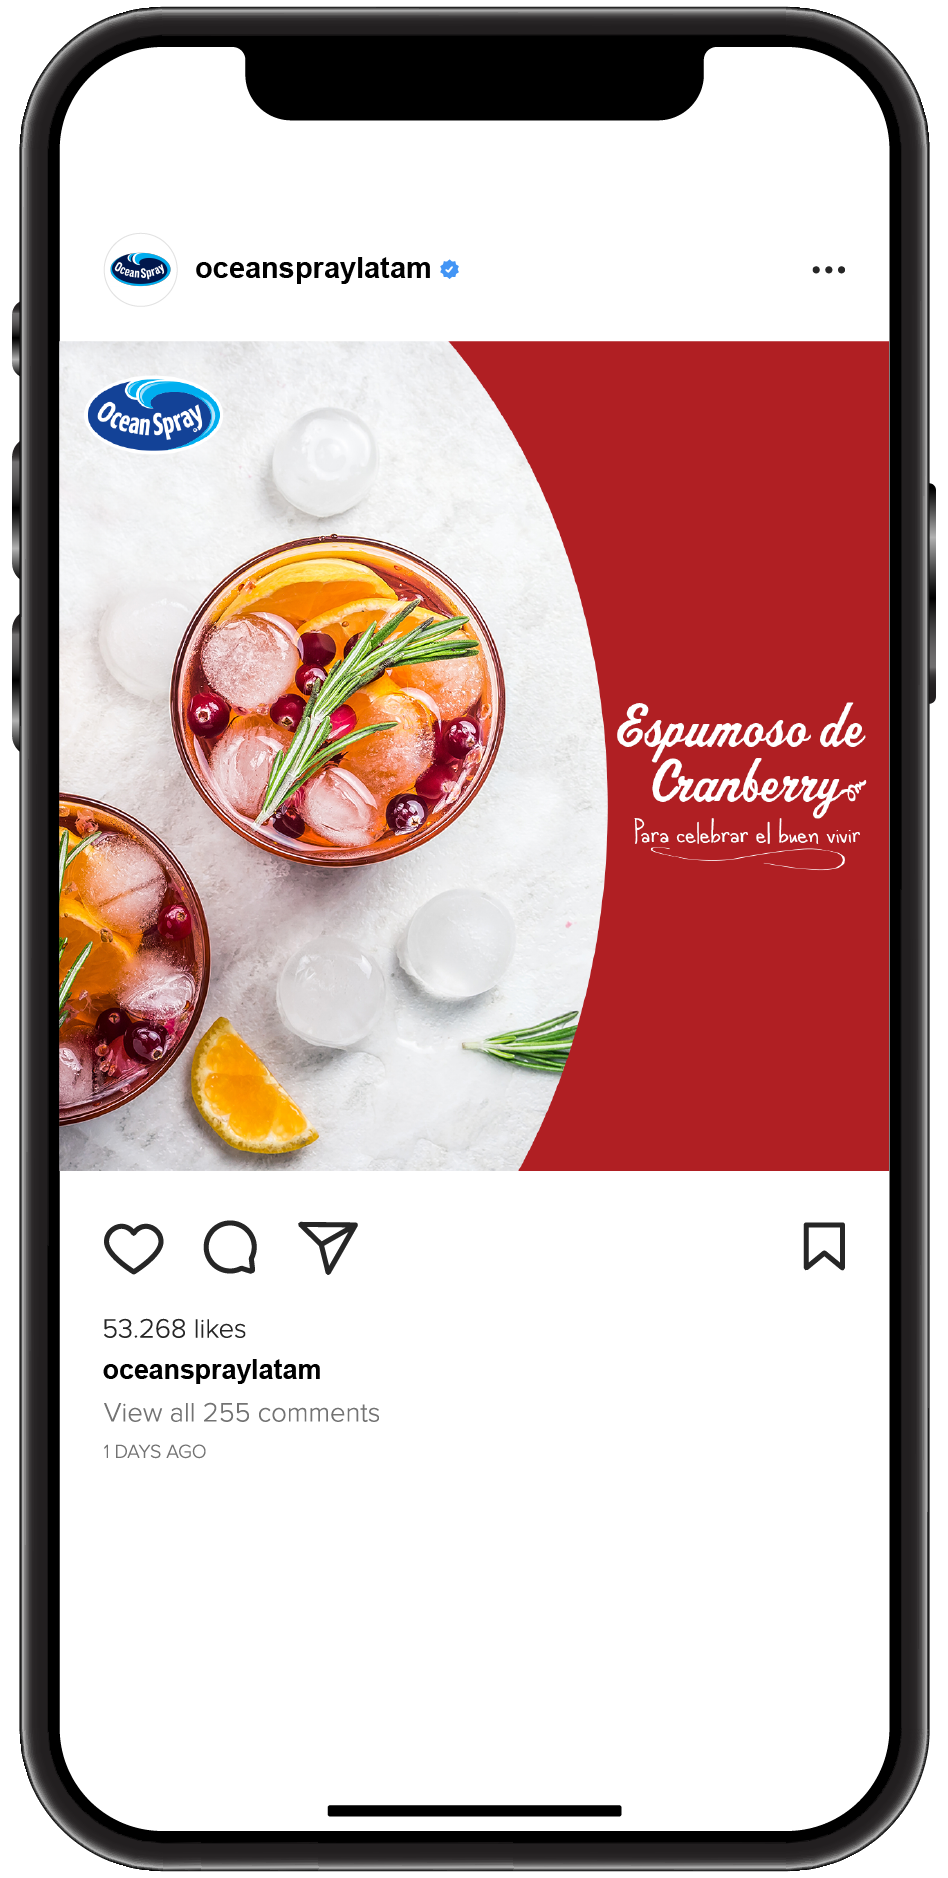 Ocean Spray
oceanspraylatam
Ocean Spray
Espumoso de
Cranberry
Para celebrar el buen vivir
53.268 likes
oceanspraylatam
View all 255 comments
1 DAYS AGO